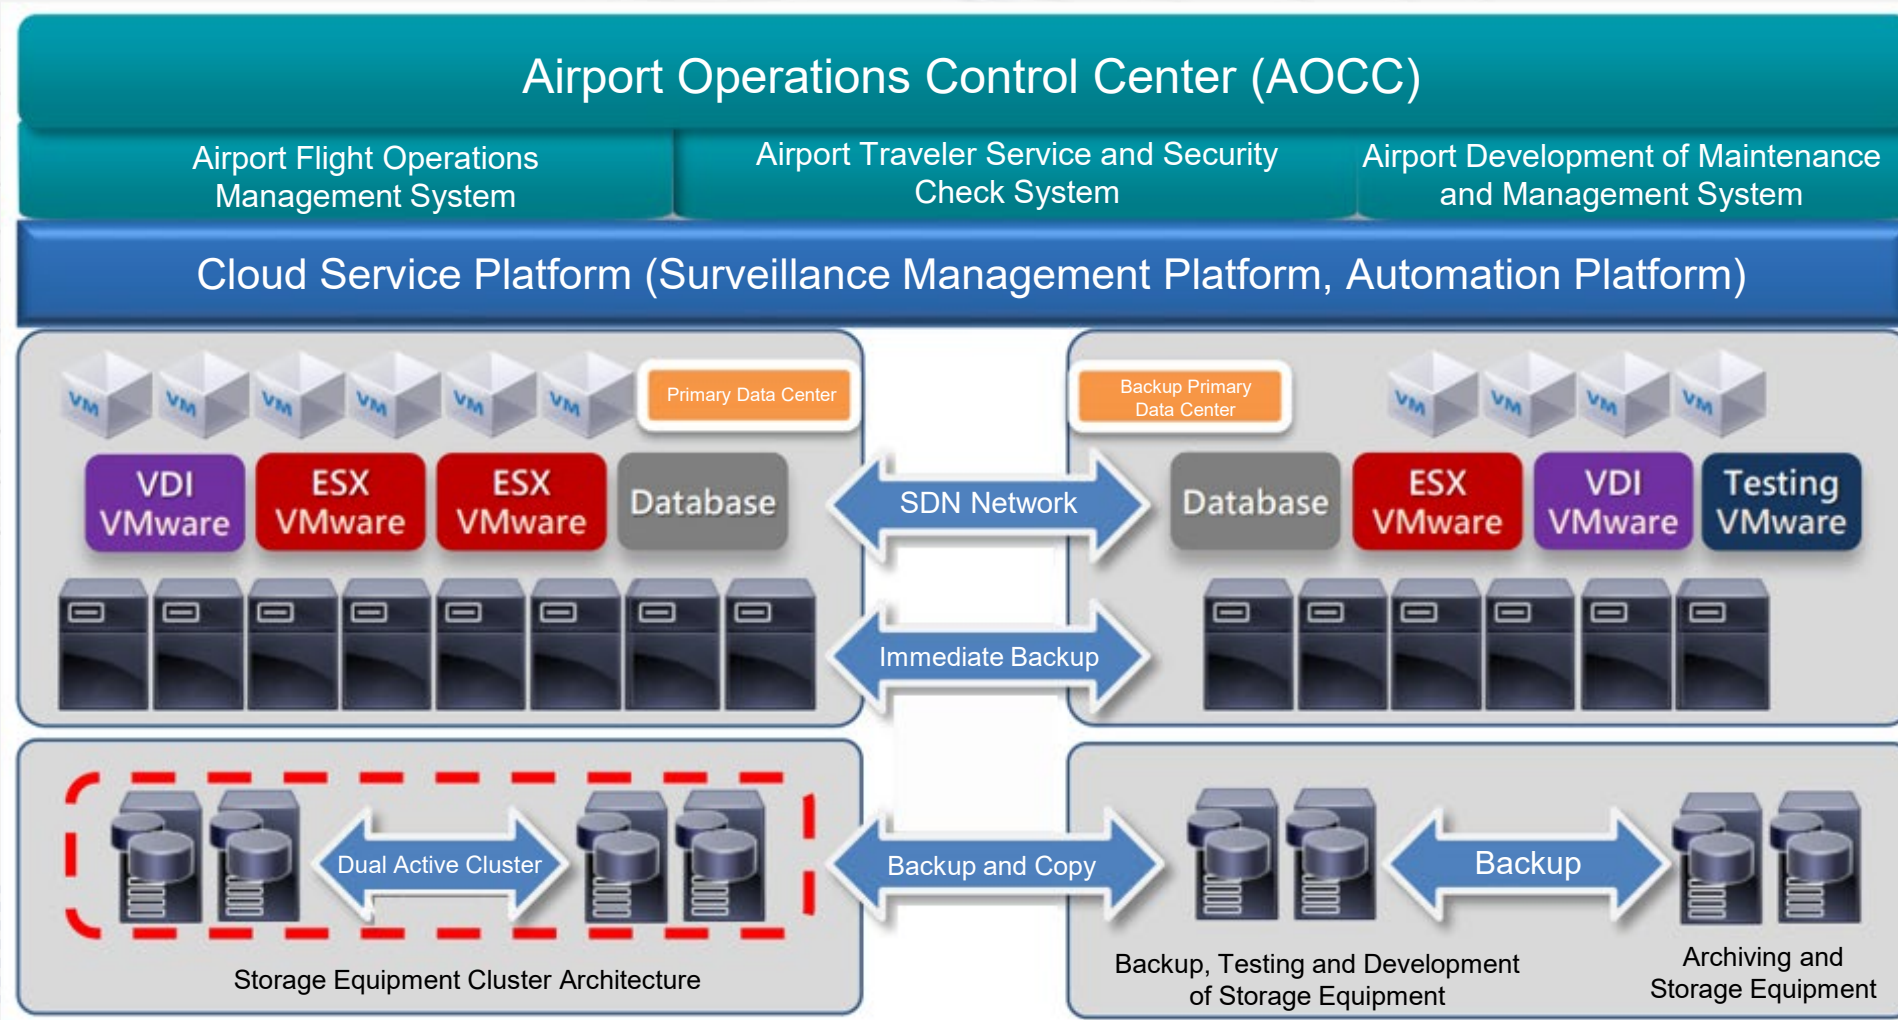 Airport Operations Control Center (AOCC)
Airport Flight Operations
Management System
Airport Traveler Service and Security
Check System
Airport Development of Maintenance
and Management System
Cloud Service Platform (Surveillance Management Platform, Automation Platform)
VM
VM
VM
VM
VM
VM
Primary Data Center
Backup Primary
Data Center
VM
VM
VM
VM
VDI
VMware
ESX
VMware
ESX
VMware
Database
SDN Network
Database
ESX
VMware
VDI
VMware
Testing
VMware
Immediate Backup
Dual Active Cluster
Backup and Copy
Backup
Storage Equipment Cluster Architecture
Backup, Testing and Development
of Storage Equipment
Archiving and
Storage Equipment